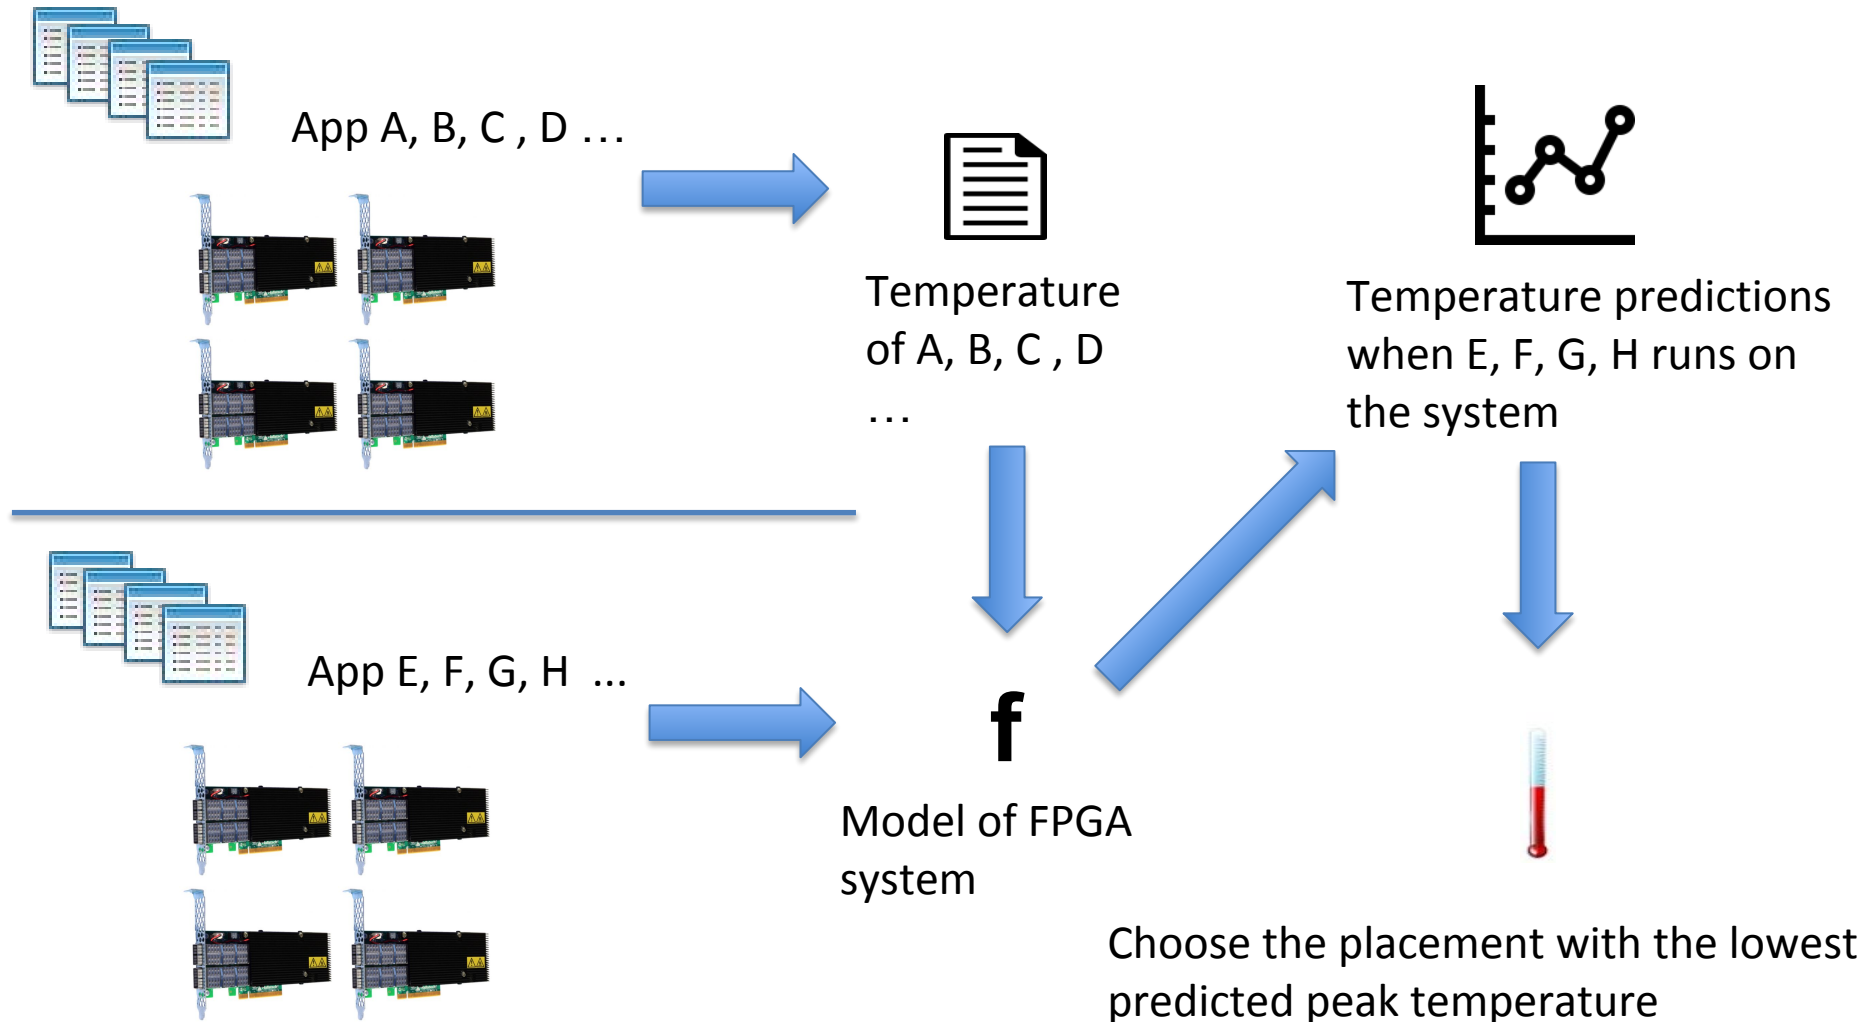 App A, B, C , D …
Temperature
of A, B, C , D
…
Temperature predictions
when E, F, G, H runs on
the system
App E, F, G, H ...
f
Model of FPGA
system
Choose the placement with the lowest
predicted peak temperature